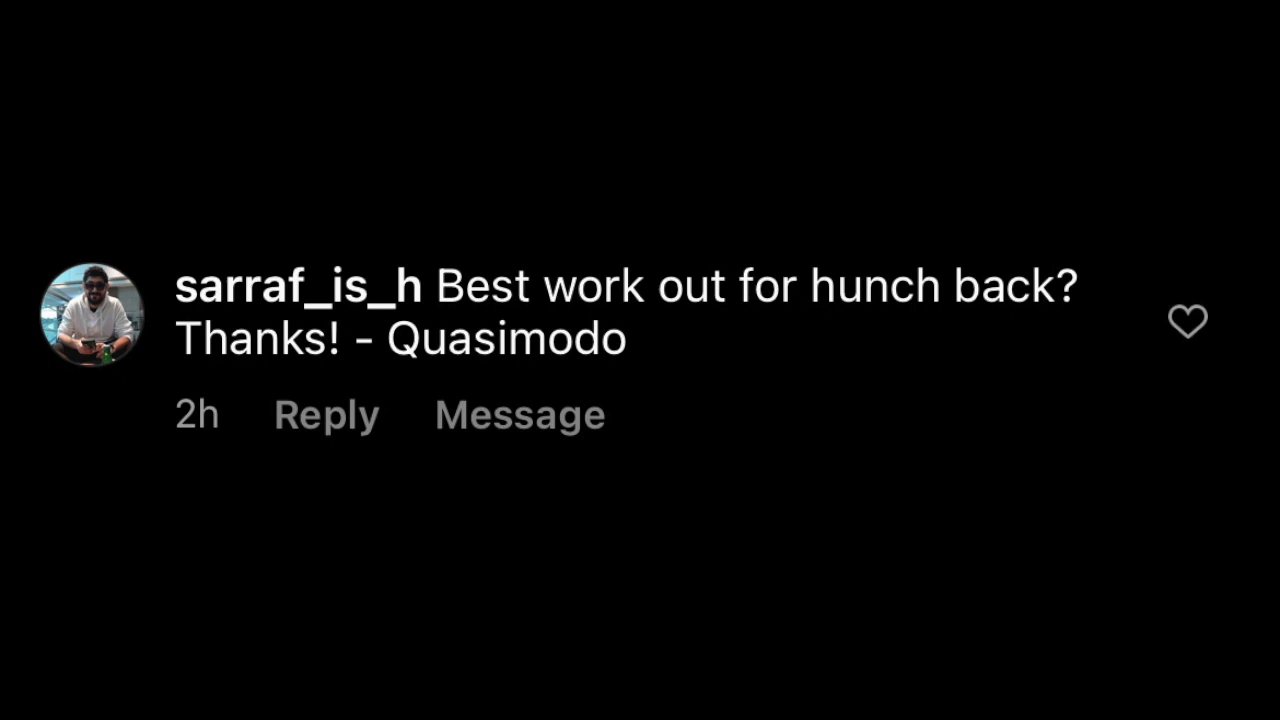 sarraf_is_h Best work out for hunch back?
Thanks! - Quasimodo
2h Reply Message